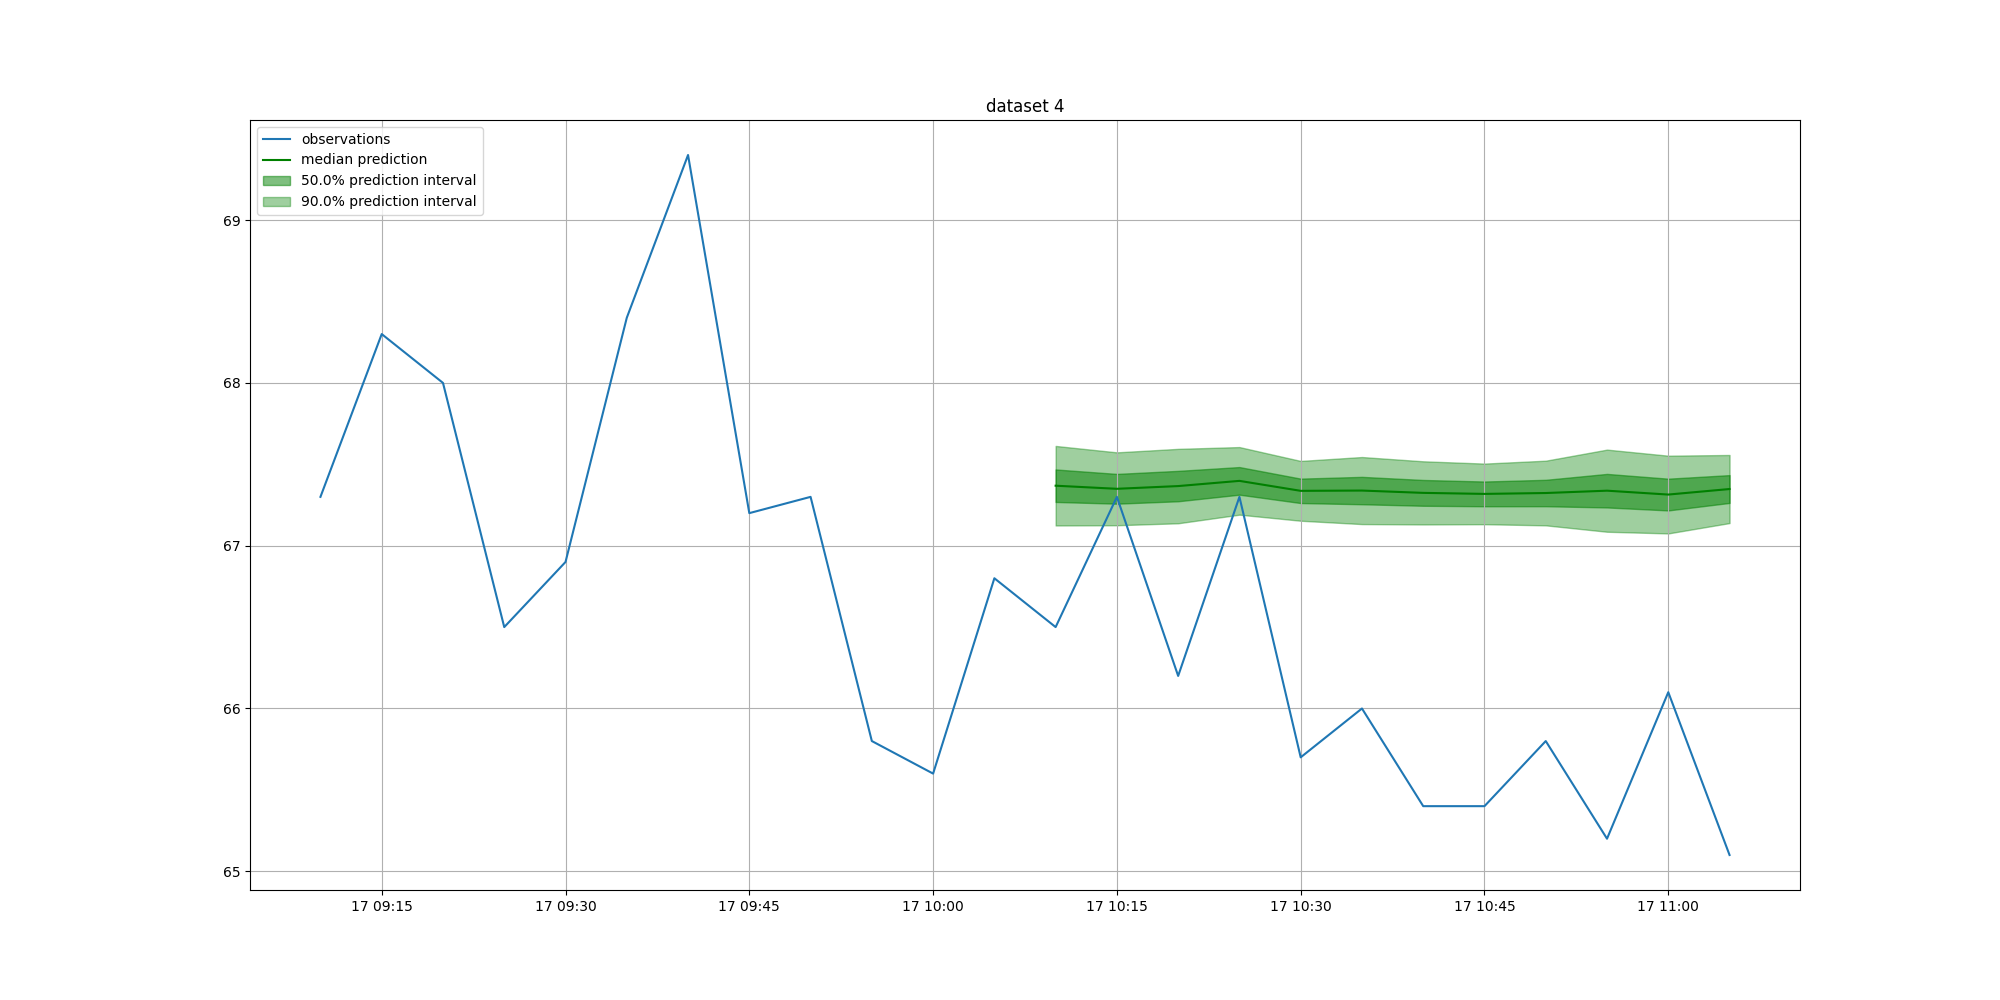 dataset 4
observations
median prediction
50.0% prediction interval
90.0% prediction interval
69
68
67
66
65
17 09:15
17 09:30
17 09:45
17 10:00
17 10:15
17 10:30
17 10:45
17 11:00